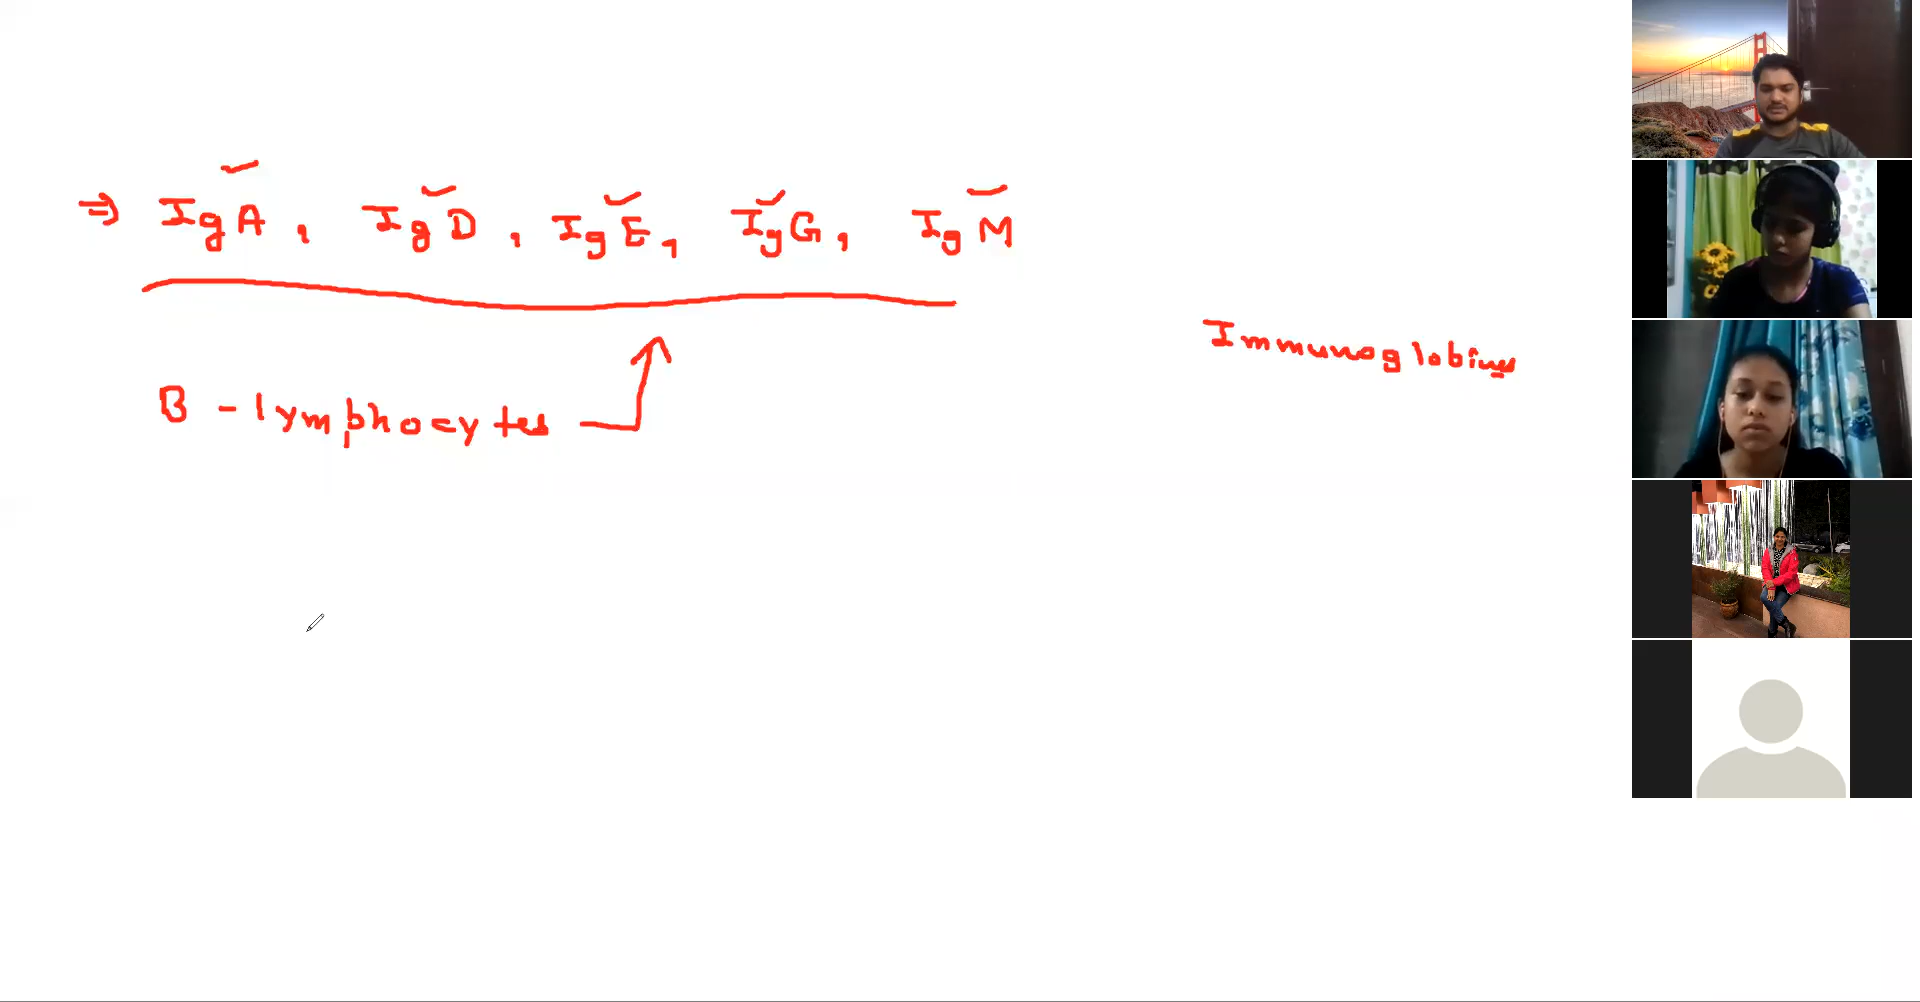 ⇒ IgA, IgD, IgE, IgG, IgM
Immunoglobins
B - lymphocytes